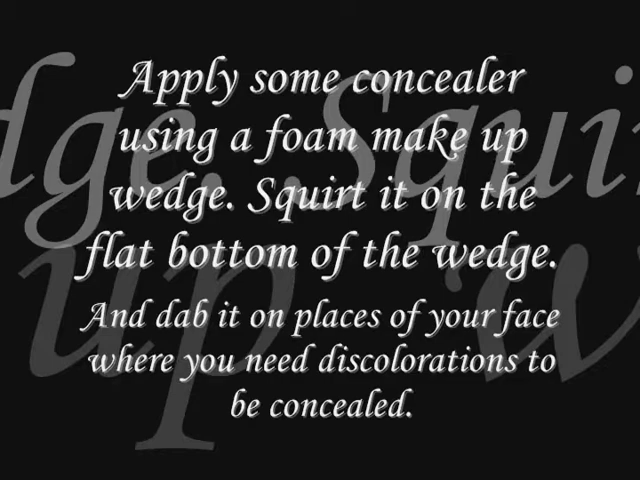 Apply some concealer
using a foam make up
wedge. Squirt it on the
flat bottom of the wedge.
And dab it on places of your face
where you need discolorations to
be concealed.